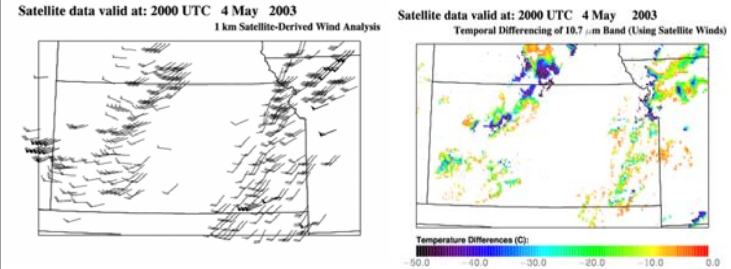 Satellite data valid at: 2000 UTC 4 May 2003
1 km Satellite-Derived Wind Analysis
Satellite data valid at: 2000 UTC 4 May 2003
Temporal Differencing of 10.7 μm Band (Using Satellite Winds)
Temperature Differences (C):
-50.0 -40.0 -30.0 -20.0 -10.0 0.0